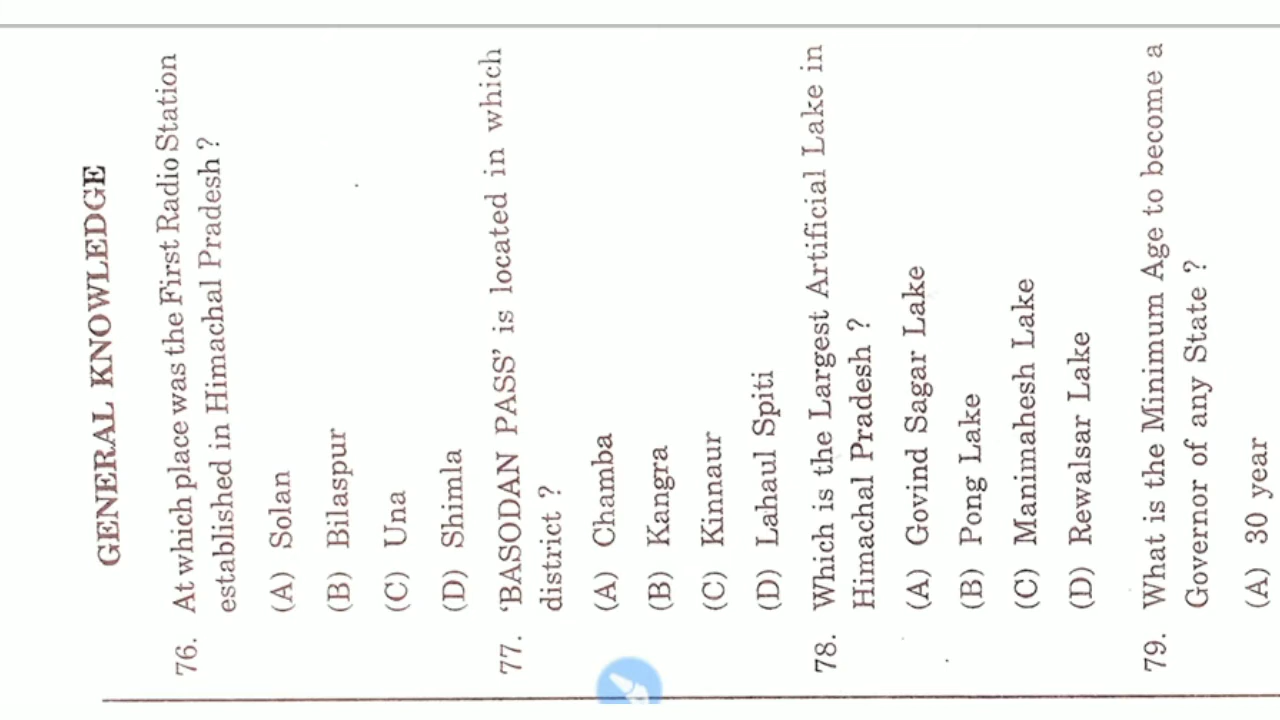 GENERAL KNOWLEDGE
76. At which place was the First Radio Station
established in Himachal Pradesh ?
(A) Solan
(B) Bilaspur
(C) Una
(D) Shimla
77. 'BASODAN PASS' is located in which
district ?
(A) Chamba
(B) Kangra
(C) Kinnaur
(D) Lahaul Spiti
78. Which is the Largest Artificial Lake in
Himachal Pradesh ?
(A) Govind Sagar Lake
(B) Pong Lake
(C) Manimahesh Lake
(D) Rewalsar Lake
79. What is the Minimum Age to become a
Governor of any State ?
(A) 30 year